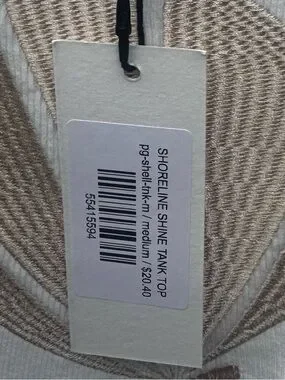 SHORELINE SHINE TANK TOP
pg-shell-tnk-m / medium / $20.40
55415594